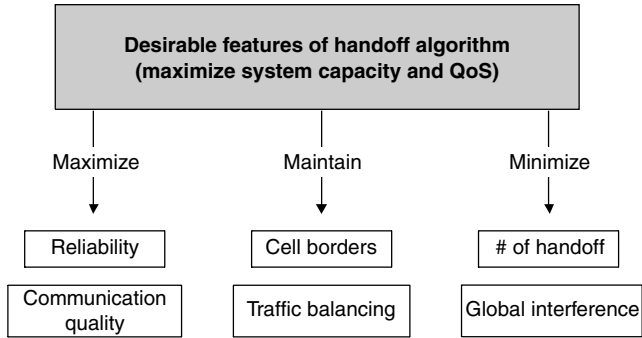 Desirable features of handoff algorithm
(maximize system capacity and QoS)
Maximize
Maintain
Minimize
Reliability
Cell borders
# of handoff
Communication
quality
Traffic balancing
Global interference